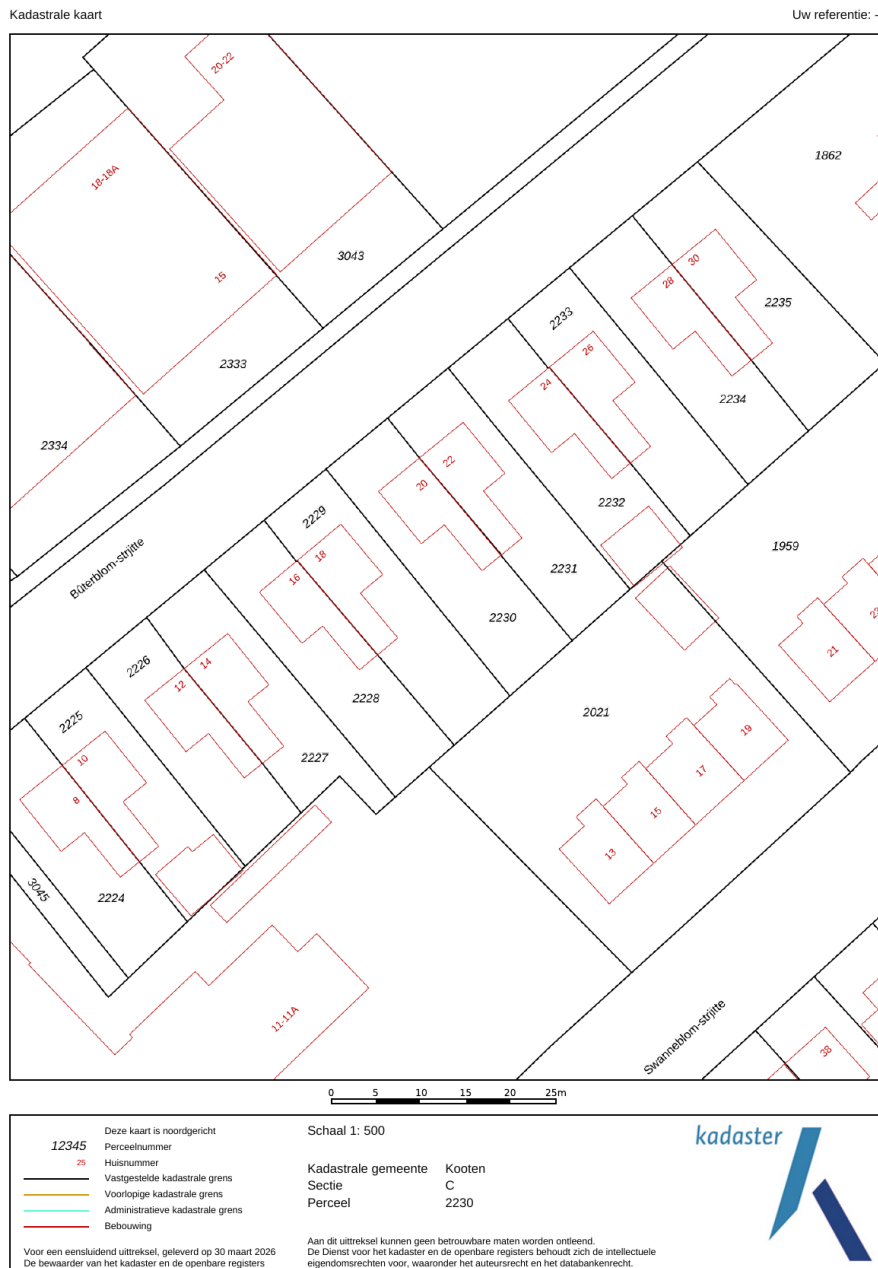 Kadastrale kaart
Uw referentie: -
20-22
18-18A
1862
3043
15
30
28
2235
2233
26
2333
24
2234
2334
22
20
2232
2229
18
16
1959
Bûterblom-strjitte
2231
2230
2226
14
12
2228
23
21
2225
2227
2021
19
17
10
8
15
13
3045
2224
11-11A
Swanneblom-strjitte
38
0 5 10 15 20 25m
Deze kaart is noordgericht
12345 Perceelnummer
25 Huisnummer
Vastgestelde kadastrale grens
Voorlopige kadastrale grens
Administratieve kadastrale grens
Bebouwing
Voor een eensluidend uittreksel, geleverd op 30 maart 2026
De bewaarder van het kadaster en de openbare registers
Schaal 1: 500
Kadastrale gemeente Kooten
Sectie C
Perceel 2230
Aan dit uittreksel kunnen geen betrouwbare maten worden ontleend.
De Dienst voor het kadaster en de openbare registers behoudt zich de intellectuele
eigendomsrechten voor, waaronder het auteursrecht en het databankenrecht.
kadaster